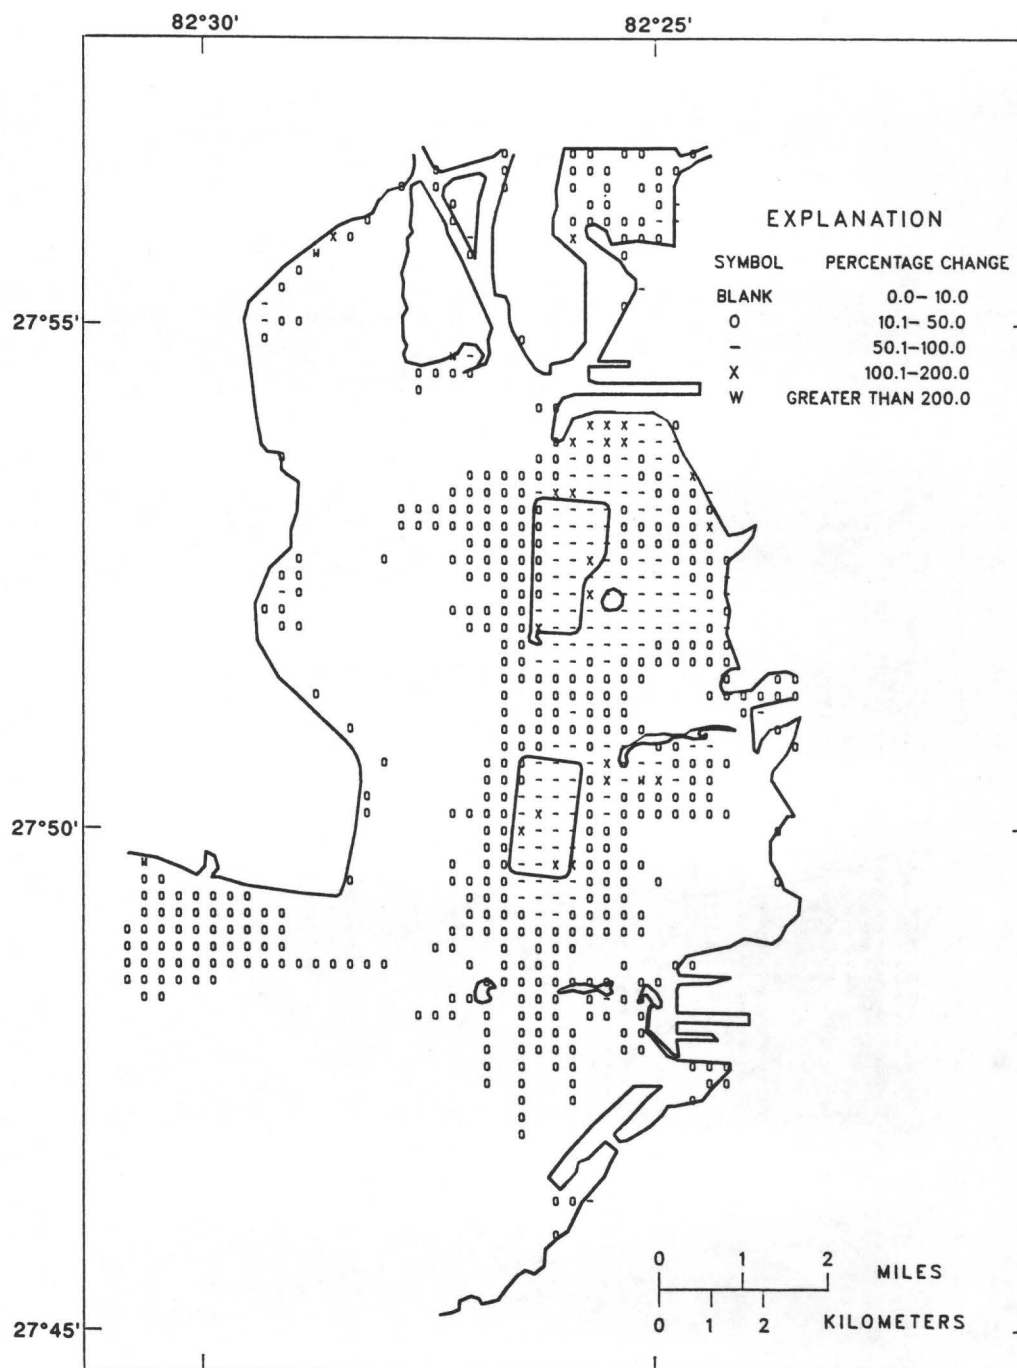 82°30' 82°25'
EXPLANATION
SYMBOL PERCENTAGE CHANGE
BLANK 0.0– 10.0
O 10.1– 50.0
– 50.1–100.0
X 100.1–200.0
W GREATER THAN 200.0
27°55'
27°50'
27°45'
0 1 2
MILES
0 1 2
KILOMETERS